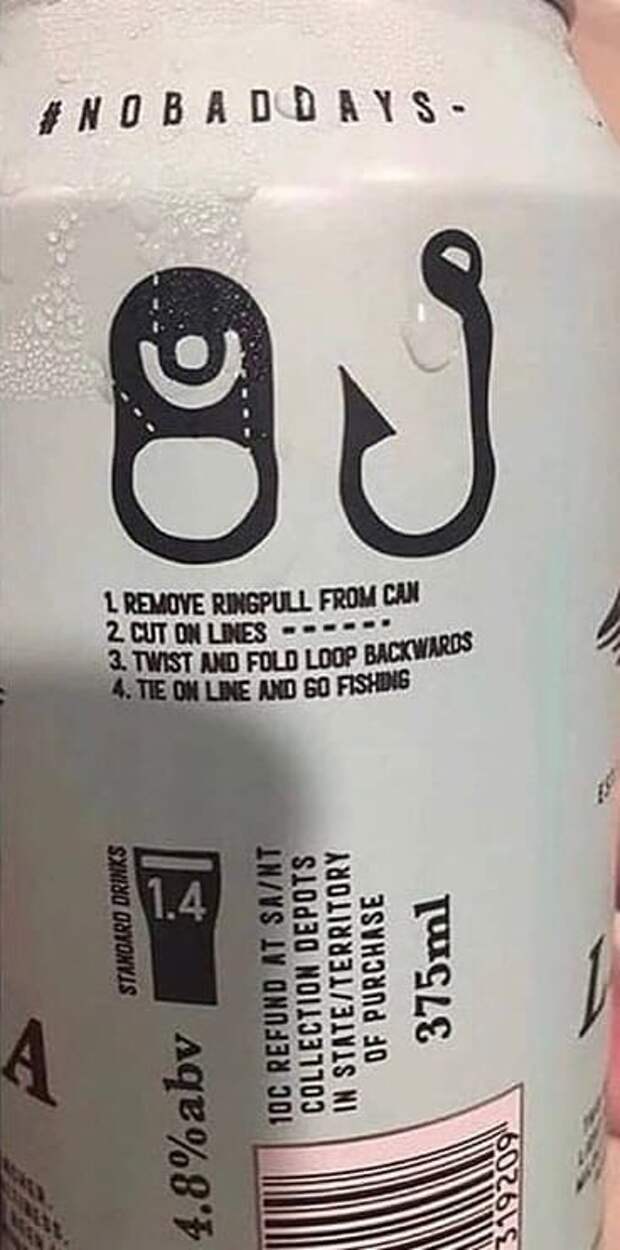 #NOBADDAYS-
1. REMOVE RINGPULL FROM CAN
2. CUT ON LINES ------
3. TWIST AND FOLD LOOP BACKWARDS
4. TIE ON LINE AND GO FISHING
STANDARD DRINKS
1.4
4.8%abv
10C REFUND AT SA/NT
COLLECTION DEPOTS
IN STATE/TERRITORY
OF PURCHASE
375ml
319209
A
L